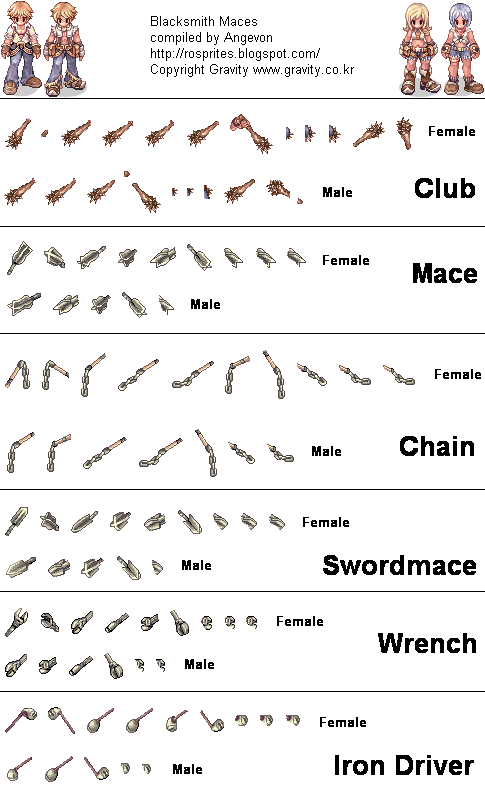 Blacksmith Maces
compiled by Angevon
http://rosprites.blogspot.com/
Copyright Gravity www.gravity.co.kr
Female
Male
Club
Female
Mace
Male
Female
Male
Chain
Female
Male
Swordmace
Female
Wrench
Male
Female
Male
Iron Driver